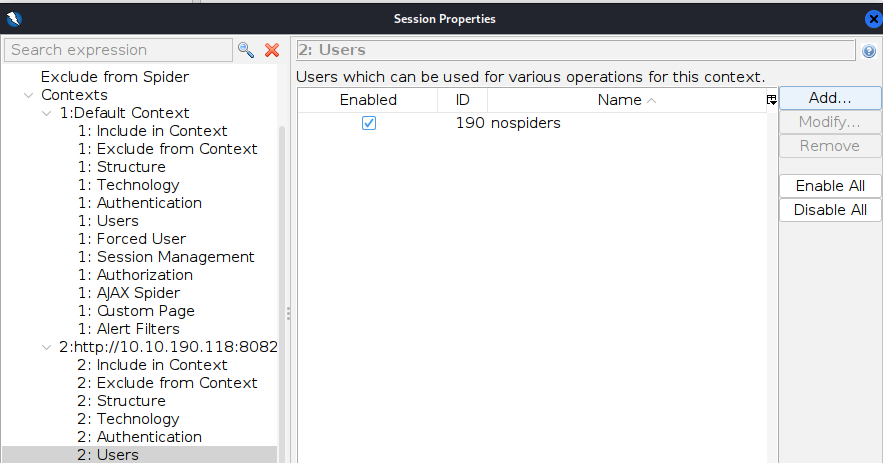 Session Properties
Search expression
Exclude from Spider
Contexts
1:Default Context
1: Include in Context
1: Exclude from Context
1: Structure
1: Technology
1: Authentication
1: Users
1: Forced User
1: Session Management
1: Authorization
1: AJAX Spider
1: Custom Page
1: Alert Filters
2:http://10.10.190.118:8082
2: Include in Context
2: Exclude from Context
2: Structure
2: Technology
2: Authentication
2: Users
2: Users
Users which can be used for various operations for this context.
Enabled ID Name
190 nospiders
Add...
Modify...
Remove
Enable All
Disable All